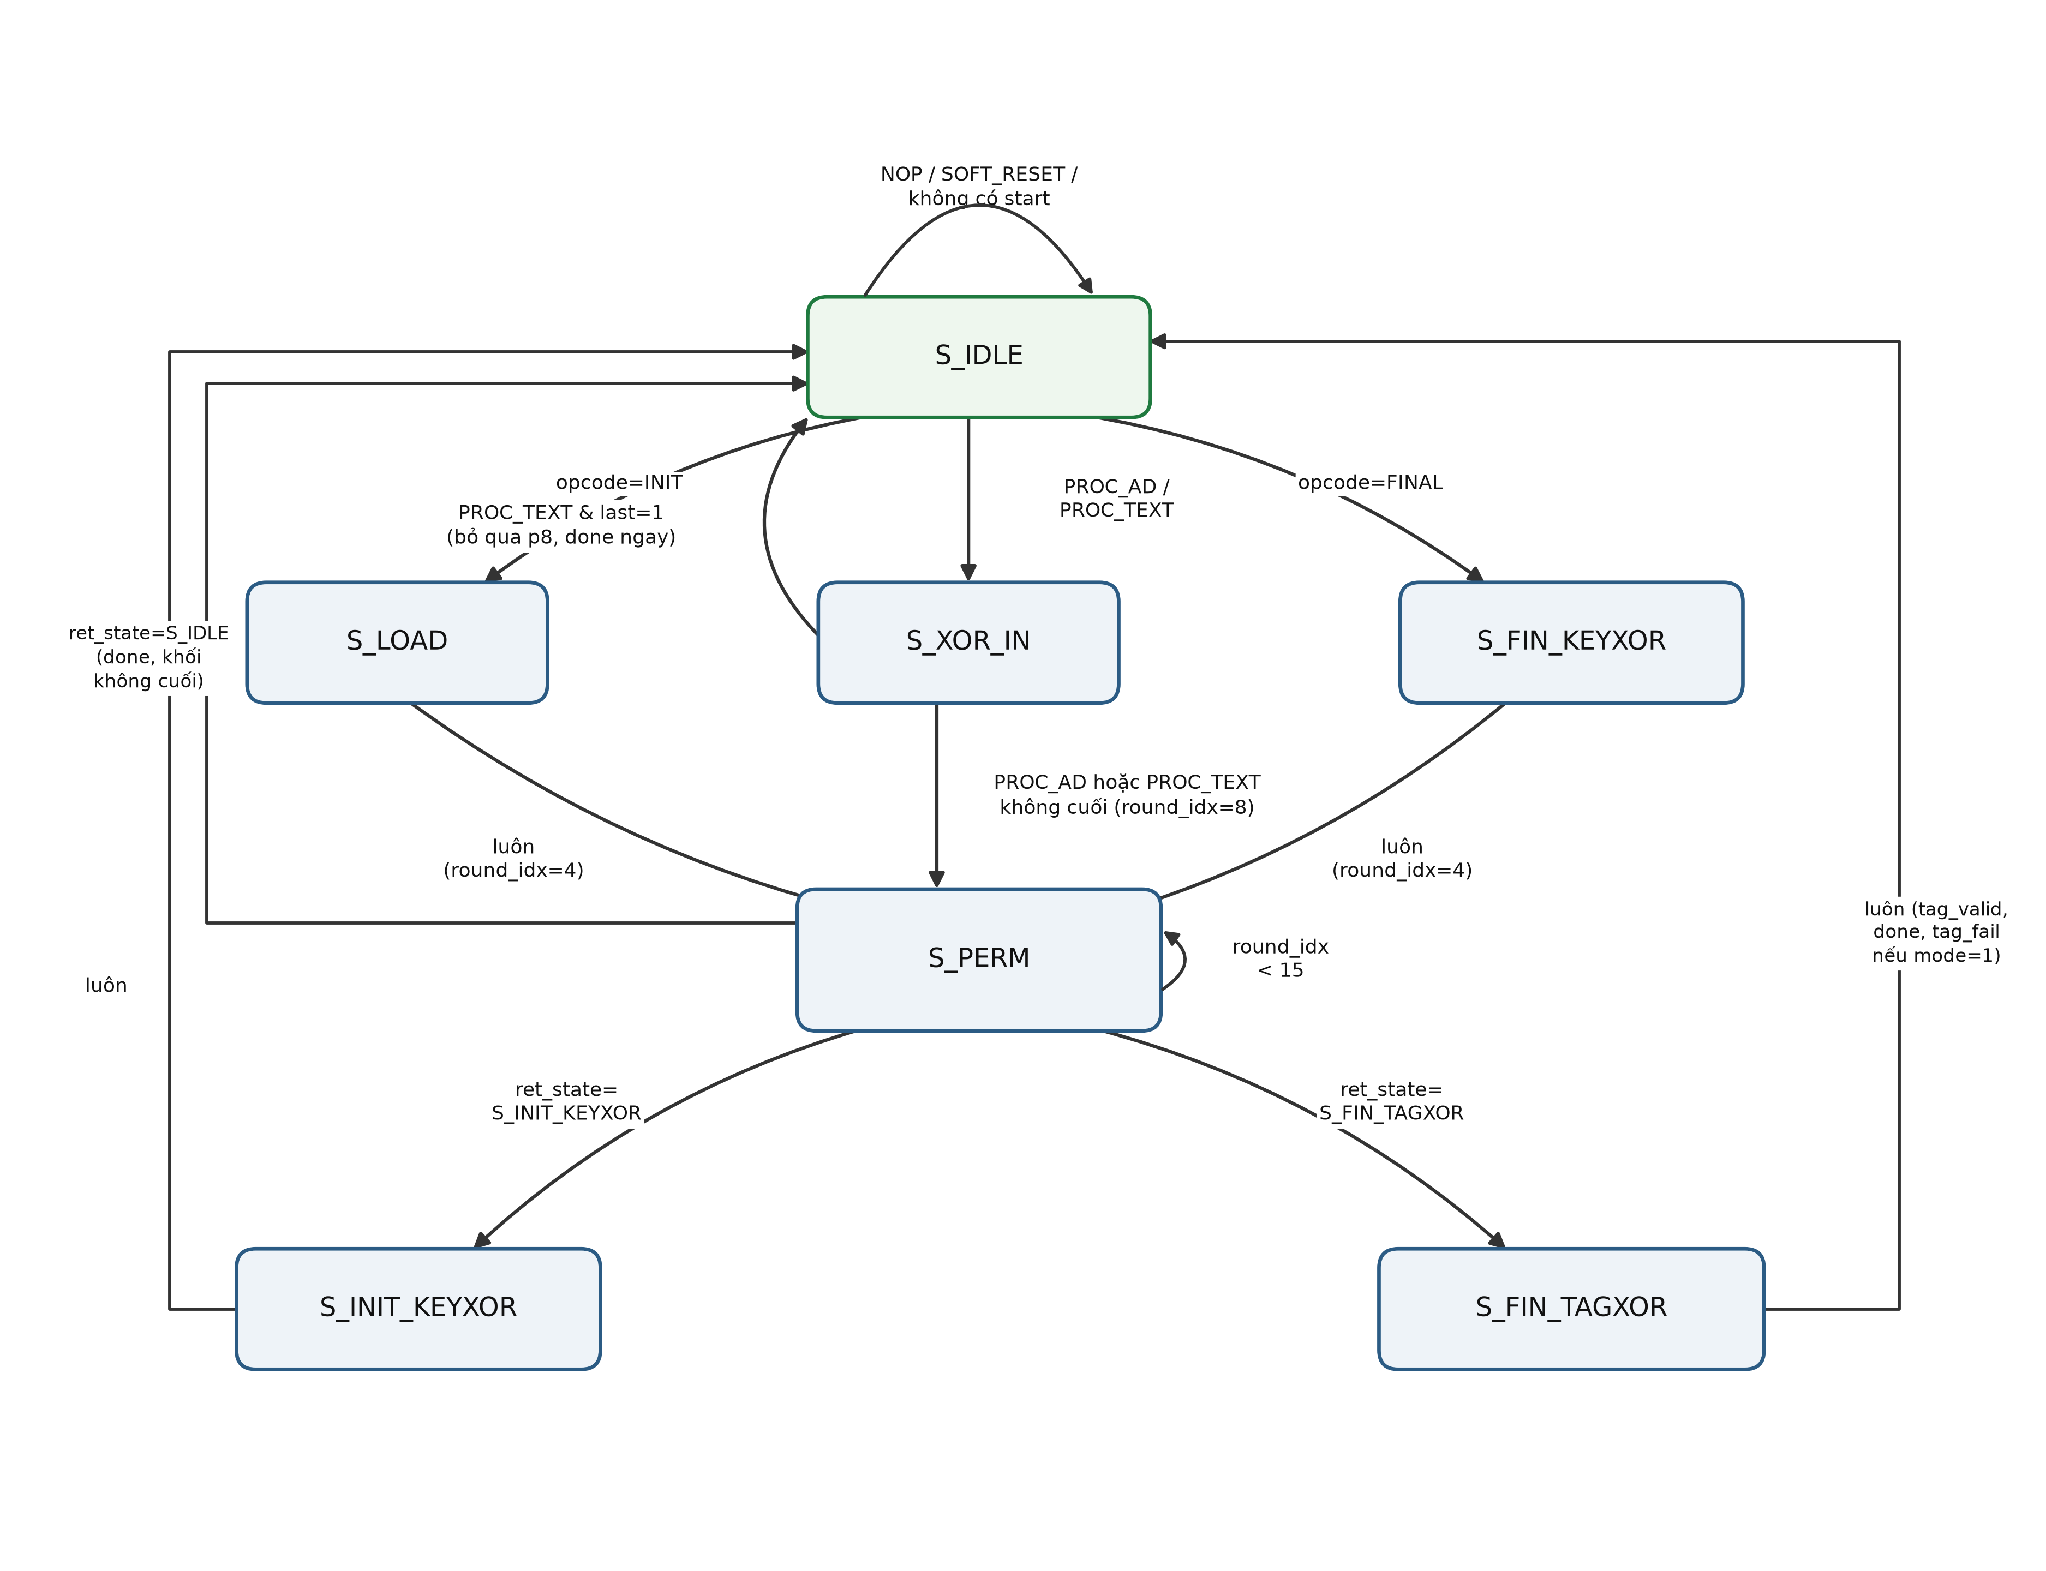 NOP / SOFT_RESET /
không có start
S_IDLE
opcode=INIT
PROC_TEXT & last=1
(bỏ qua p8, done ngay)
PROC_AD /
PROC_TEXT
opcode=FINAL
S_LOAD
S_XOR_IN
S_FIN_KEYXOR
ret_state=S_IDLE
(done, khối
không cuối)
PROC_AD hoặc PROC_TEXT
không cuối (round_idx=8)
luôn
(round_idx=4)
luôn
(round_idx=4)
luôn (tag_valid,
done, tag_fail
nếu mode=1)
S_PERM
round_idx
< 15
luôn
ret_state=
S_INIT_KEYXOR
ret_state=
S_FIN_TAGXOR
S_INIT_KEYXOR
S_FIN_TAGXOR